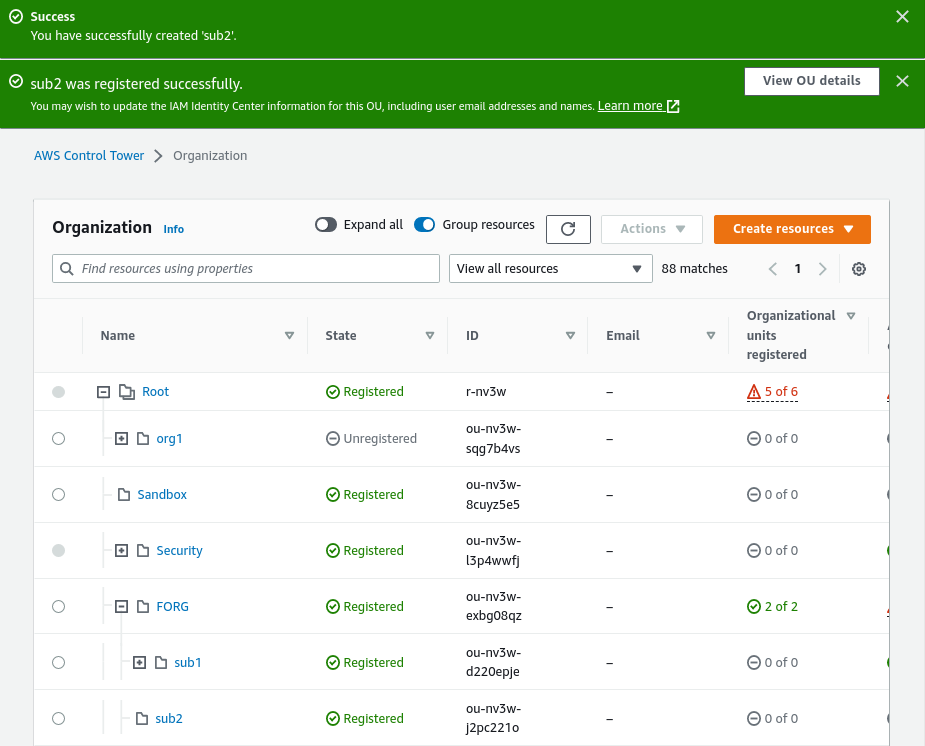 Success
You have successfully created 'sub2'.
sub2 was registered successfully.
View OU details
You may wish to update the IAM Identity Center information for this OU, including user email addresses and names. Learn more
AWS Control Tower > Organization
Organization Info
Expand all
Group resources
Actions
Create resources
Find resources using properties
View all resources
88 matches
1
Name
State
ID
Email
Organizational
units
registered
Root Registered r-nv3w – 5 of 6
org1 Unregistered ou-nv3w-
sqg7b4vs – 0 of 0
Sandbox Registered ou-nv3w-
8cuyz5e5 – 0 of 0
Security Registered ou-nv3w-
l3p4wwfj – 0 of 0
FORG Registered ou-nv3w-
exbg08qz – 2 of 2
sub1 Registered ou-nv3w-
d220epje – 0 of 0
sub2 Registered ou-nv3w-
j2pc221o – 0 of 0